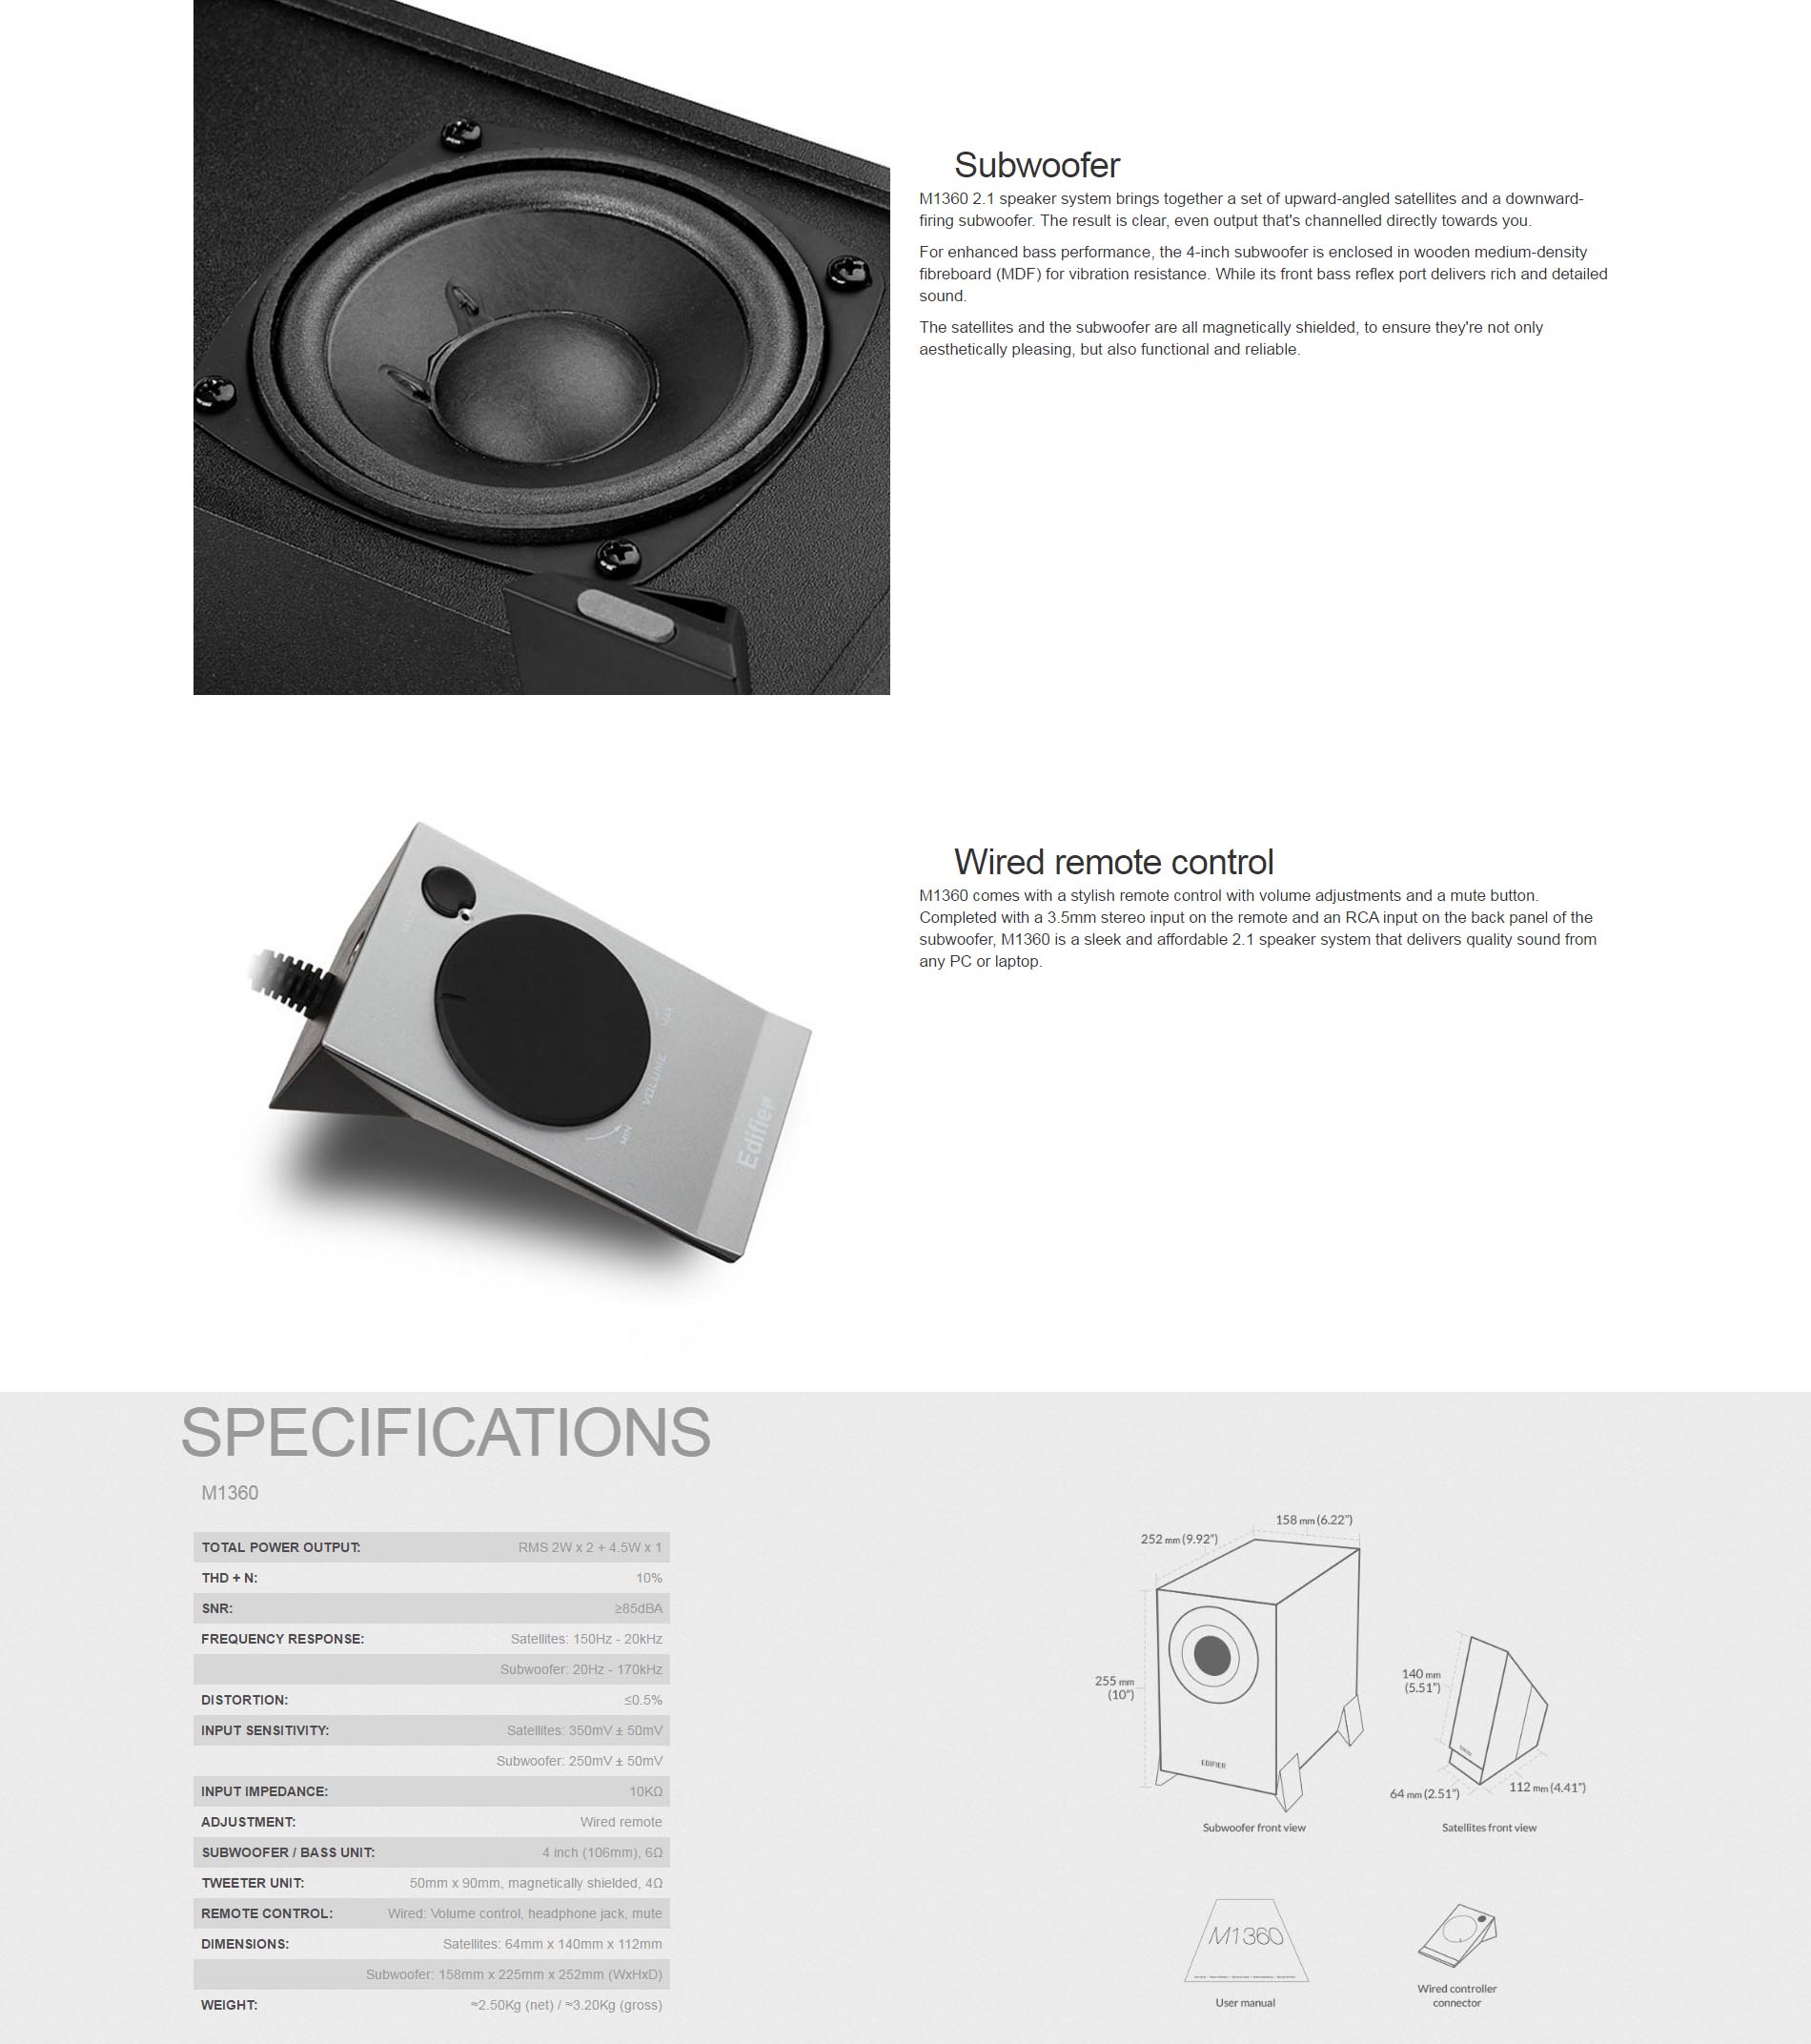 Subwoofer
M1360 2.1 speaker system brings together a set of upward-angled satellites and a downward-
firing subwoofer. The result is clear, even output that's channelled directly towards you.
For enhanced bass performance, the 4-inch subwoofer is enclosed in wooden medium-density
fibreboard (MDF) for vibration resistance. While its front bass reflex port delivers rich and detailed
sound.
The satellites and the subwoofer are all magnetically shielded, to ensure they're not only
aesthetically pleasing, but also functional and reliable.
MAX
VOLUME
MIN
Edifier
Wired remote control
M1360 comes with a stylish remote control with volume adjustments and a mute button.
Completed with a 3.5mm stereo input on the remote and an RCA input on the back panel of the
subwoofer, M1360 is a sleek and affordable 2.1 speaker system that delivers quality sound from
any PC or laptop.
SPECIFICATIONS
M1360
TOTAL POWER OUTPUT: RMS 2W x 2 + 4.5W x 1
THD + N: 10%
SNR: ≥85dBA
FREQUENCY RESPONSE: Satellites: 150Hz - 20kHz
Subwoofer: 20Hz - 170kHz
DISTORTION: ≤0.5%
INPUT SENSITIVITY: Satellites: 350mV ± 50mV
Subwoofer: 250mV ± 50mV
INPUT IMPEDANCE: 10KΩ
ADJUSTMENT: Wired remote
SUBWOOFER / BASS UNIT: 4 inch (106mm), 6Ω
TWEETER UNIT: 50mm x 90mm, magnetically shielded, 4Ω
REMOTE CONTROL: Wired: Volume control, headphone jack, mute
DIMENSIONS: Satellites: 64mm x 140mm x 112mm
Subwoofer: 158mm x 225mm x 252mm (WxHxD)
WEIGHT: ≈2.50Kg (net) / ≈3.20Kg (gross)
158 mm (6.22")
252 mm (9.92")
255 mm
(10")
EDIFIER
Subwoofer front view
140 mm
(5.51")
64 mm (2.51")
112 mm (4.41")
Satellites front view
M1360
User manual
Wired controller
connector